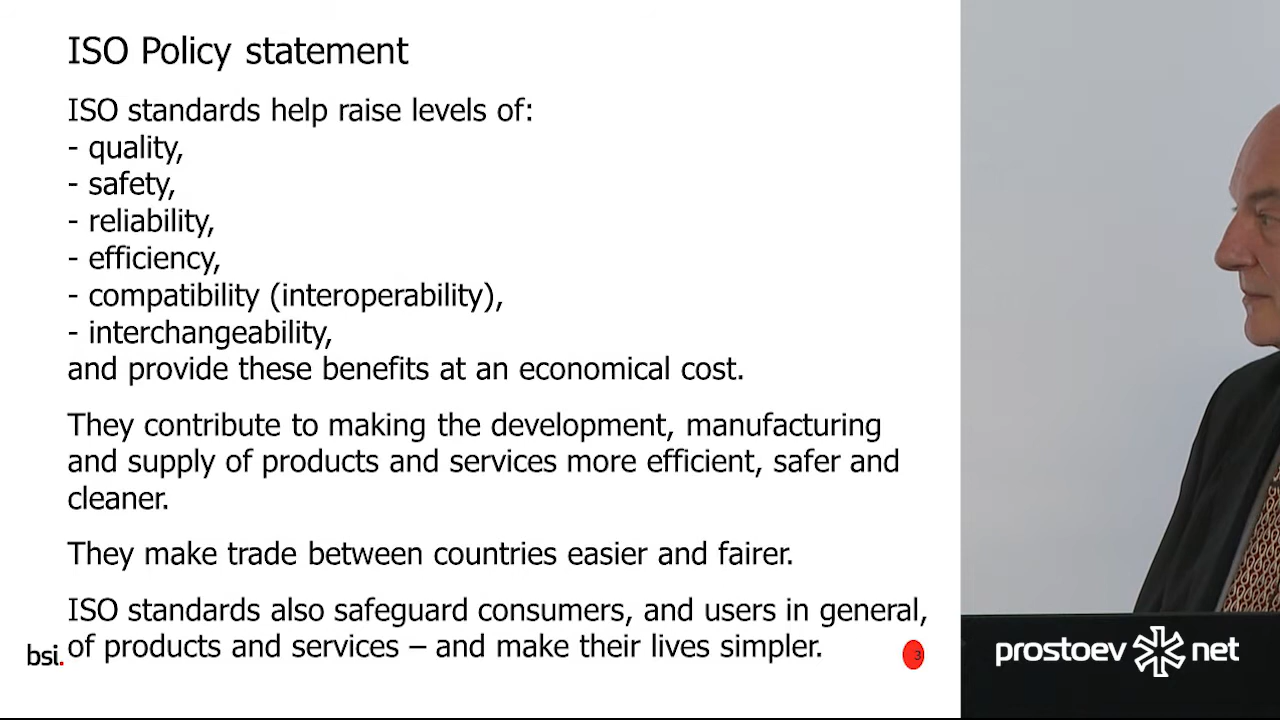 ISO Policy statement
ISO standards help raise levels of:
- quality,
- safety,
- reliability,
- efficiency,
- compatibility (interoperability),
- interchangeability,
and provide these benefits at an economical cost.
They contribute to making the development, manufacturing
and supply of products and services more efficient, safer and
cleaner.
They make trade between countries easier and fairer.
ISO standards also safeguard consumers, and users in general,
of products and services – and make their lives simpler.
bsi.
3
prostoev net